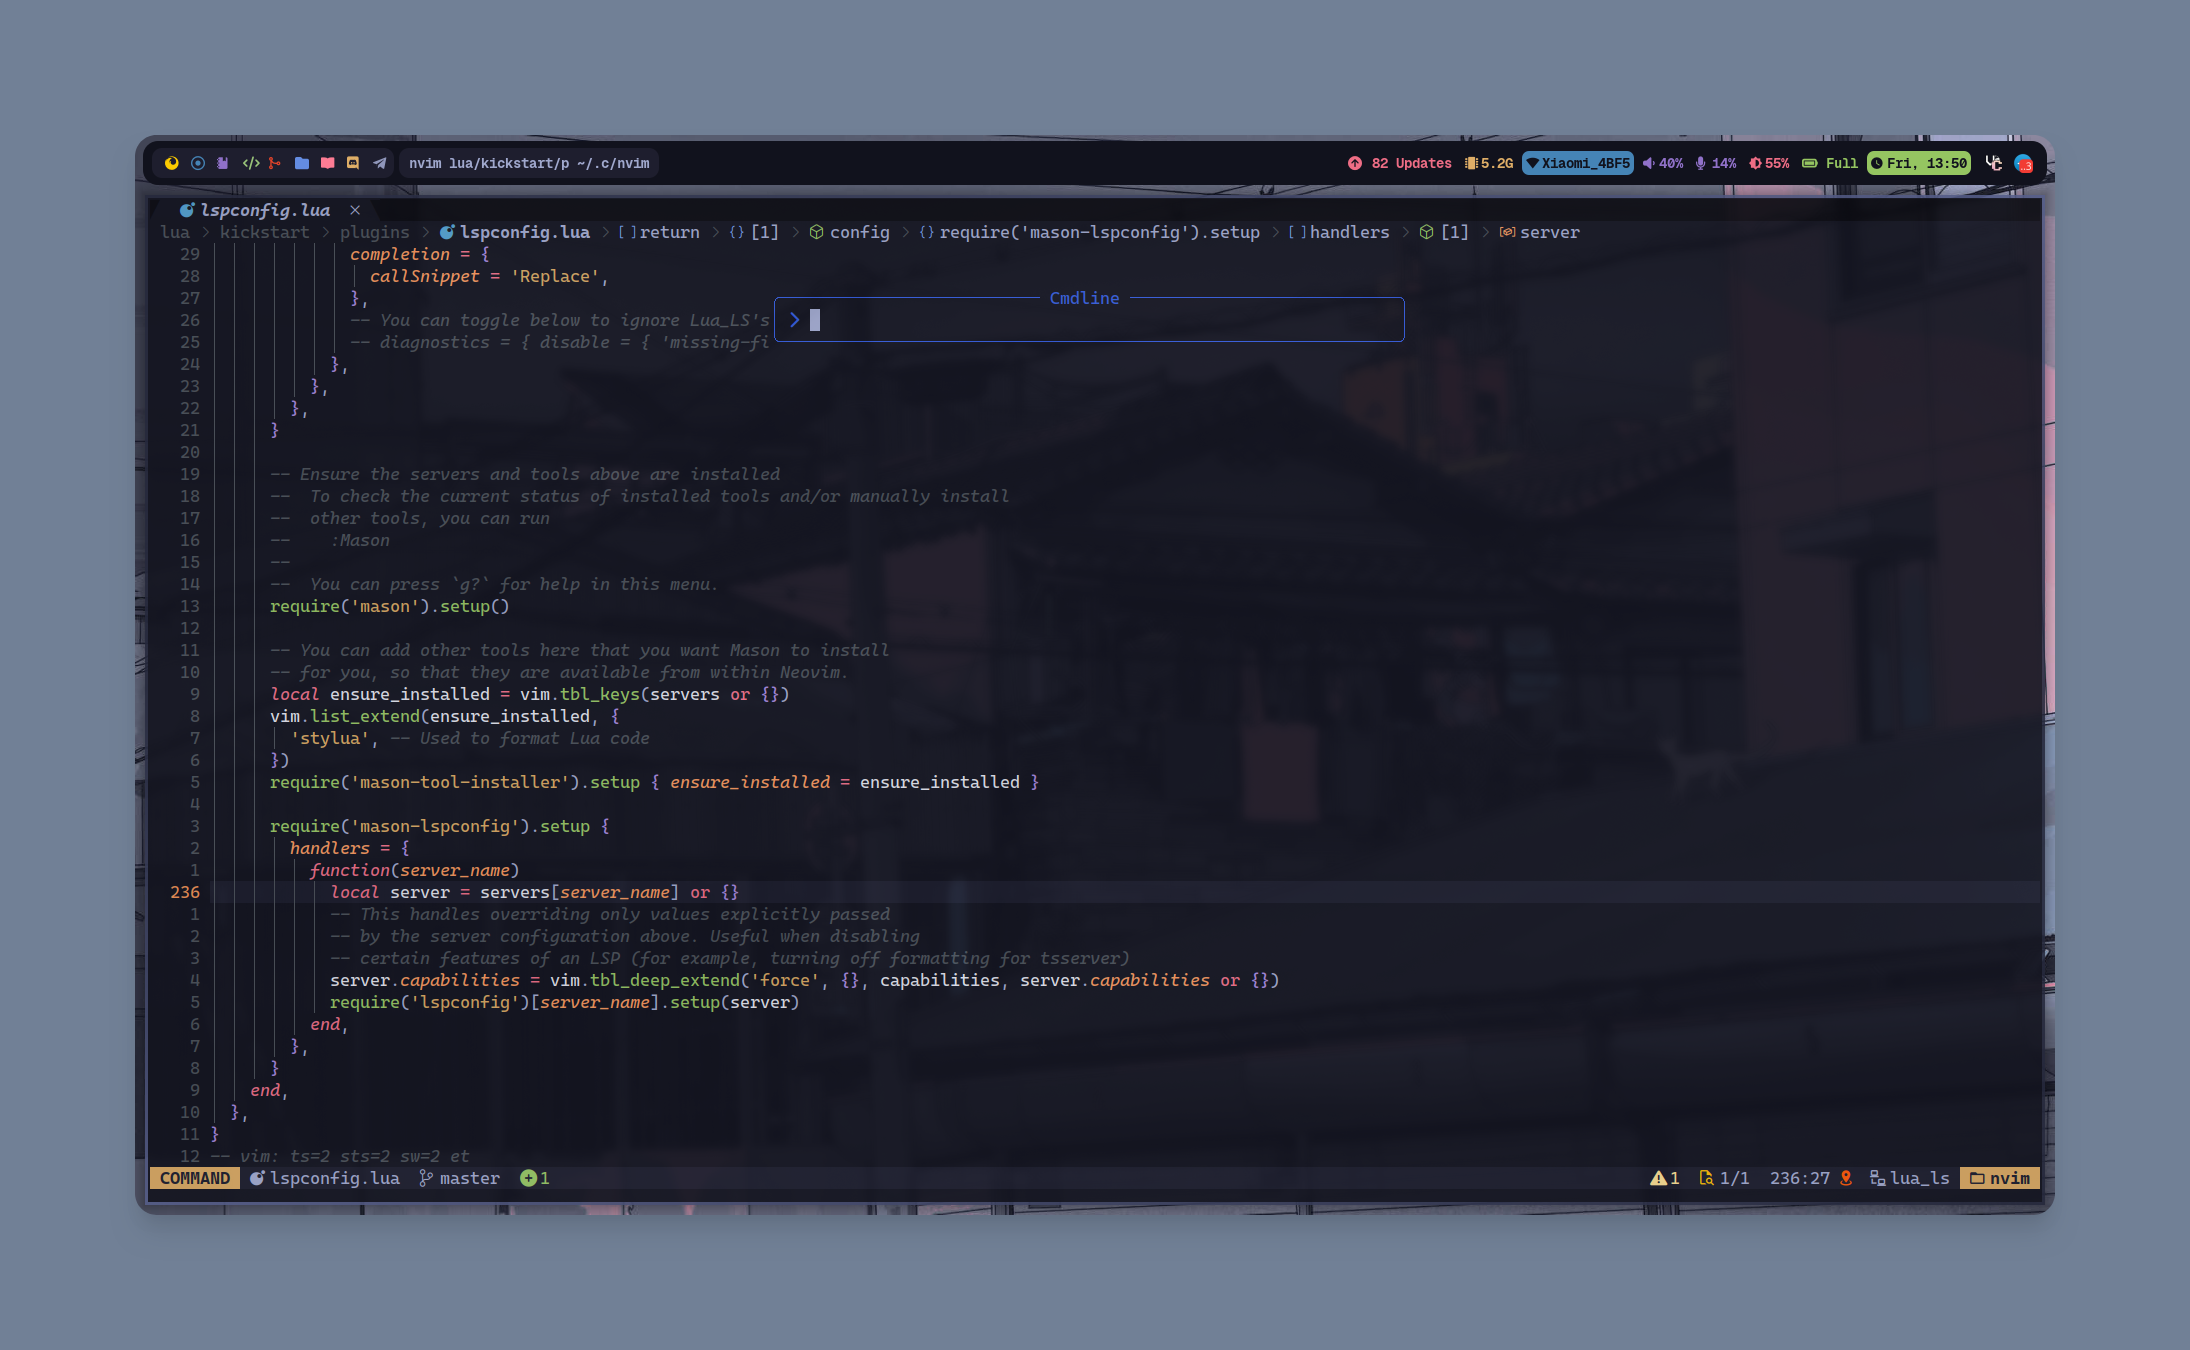 nvim lua/kickstart/p ~/.c/nvim
82 Updates 5.2G Xiaomi_4BF5 40% 14% 55% Full Fri, 13:50
lspconfig.lua ×
lua > kickstart > plugins > lspconfig.lua > []return > {}[1] > config > {}require('mason-lspconfig').setup > []handlers > [1] > server
29 completion = {
28 callSnippet = 'Replace',
27 },
Cmdline
26 -- You can toggle below to ignore Lua_LS's
>
25 -- diagnostics = { disable = { 'missing-fi
24 },
23 },
22 },
21 }
20
19 -- Ensure the servers and tools above are installed
18 --  To check the current status of installed tools and/or manually install
17 --  other tools, you can run
16 --    :Mason
15 --
14 --  You can press `g?` for help in this menu.
13 require('mason').setup()
12
11 -- You can add other tools here that you want Mason to install
10 -- for you, so that they are available from within Neovim.
9 local ensure_installed = vim.tbl_keys(servers or {})
8 vim.list_extend(ensure_installed, {
7 'stylua', -- Used to format Lua code
6 })
5 require('mason-tool-installer').setup { ensure_installed = ensure_installed }
4
3 require('mason-lspconfig').setup {
2 handlers = {
1 function(server_name)
236 local server = servers[server_name] or {}
1 -- This handles overriding only values explicitly passed
2 -- by the server configuration above. Useful when disabling
3 -- certain features of an LSP (for example, turning off formatting for tsserver)
4 server.capabilities = vim.tbl_deep_extend('force', {}, capabilities, server.capabilities or {})
5 require('lspconfig')[server_name].setup(server)
6 end,
7 },
8 }
9 end,
10 },
11 }
12 -- vim: ts=2 sts=2 sw=2 et
COMMAND lspconfig.lua master 1 1 1/1 236:27 lua_ls nvim